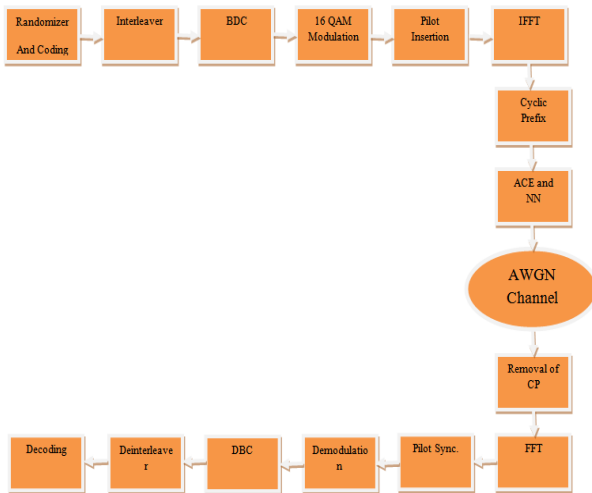 Randomizer
And Coding
Interleaver
BDC
16 QAM
Modulation
Pilot
Insertion
IFFT
Cyclic
Prefix
ACE and
NN
AWGN
Channel
Removal of
CP
FFT
Pilot Sync.
Demodulatio
n
DBC
Deinterleave
r
Decoding